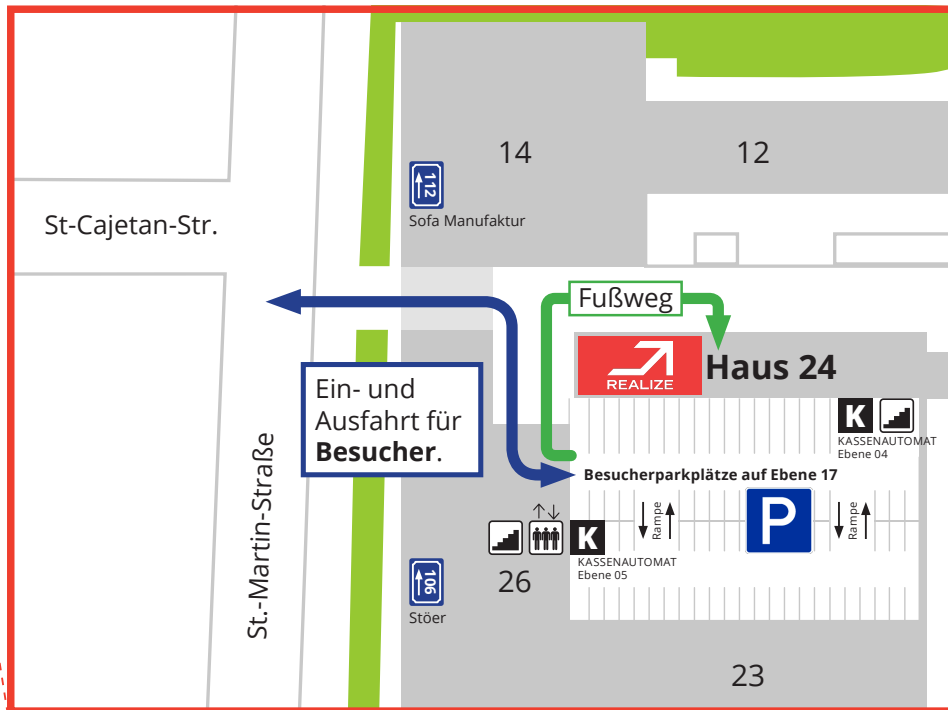 14
12
112
Sofa Manufaktur
St-Cajetan-Str.
Fußweg
REALIZE
Haus 24
Ein- und
Ausfahrt für
Besucher.
K
KASSENAUTOMAT
Ebene 04
Besucherparkplätze auf Ebene 17
St.-Martin-Straße
Rampe
P
Rampe
K
KASSENAUTOMAT
Ebene 05
26
106
Stöer
23